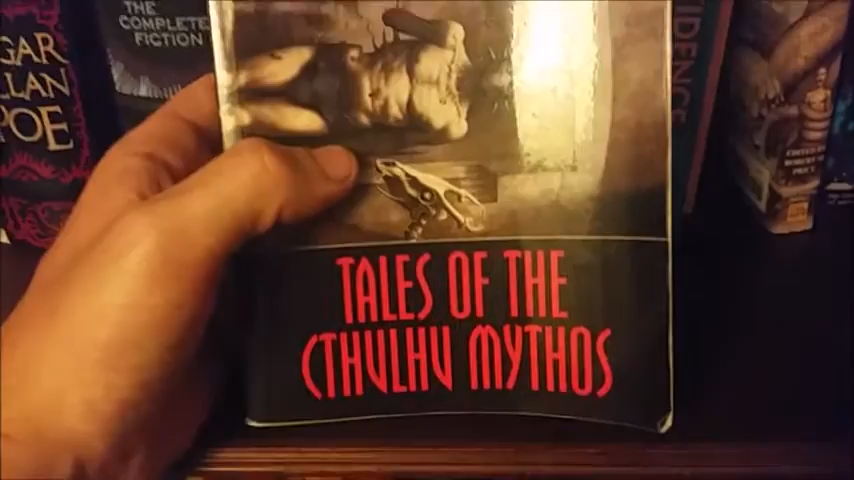 THE
COMPLETE
FICTION
GAR
LLAN
POE
TALES OF THE
CTHULHU MYTHOS
IDENCE